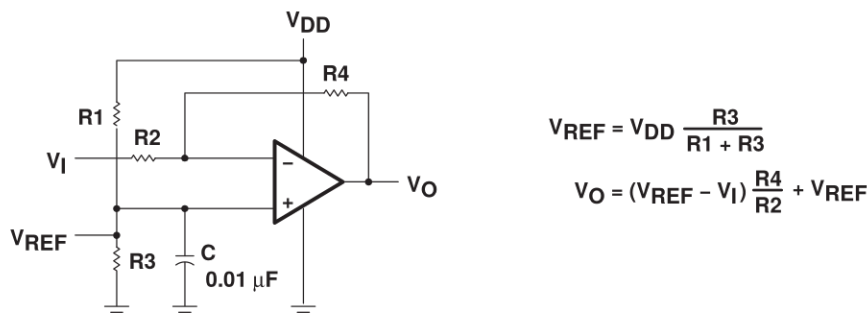 VDD
R4
R1
R2
VI
−
+
VO
VREF
R3
C
0.01 μF
VREF = VDD R3 / R1 + R3
VO = (VREF − VI) R4 / R2 + VREF